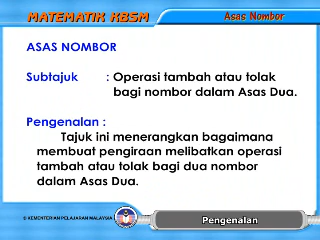 MATEMATIK KBSM
Asas Nombor
ASAS NOMBOR
Subtajuk : Operasi tambah atau tolak
bagi nombor dalam Asas Dua.
Pengenalan :
Tajuk ini menerangkan bagaimana
membuat pengiraan melibatkan operasi
tambah atau tolak bagi dua nombor
dalam Asas Dua.
© KEMENTERIAN PELAJARAN MALAYSIA
Pengenalan